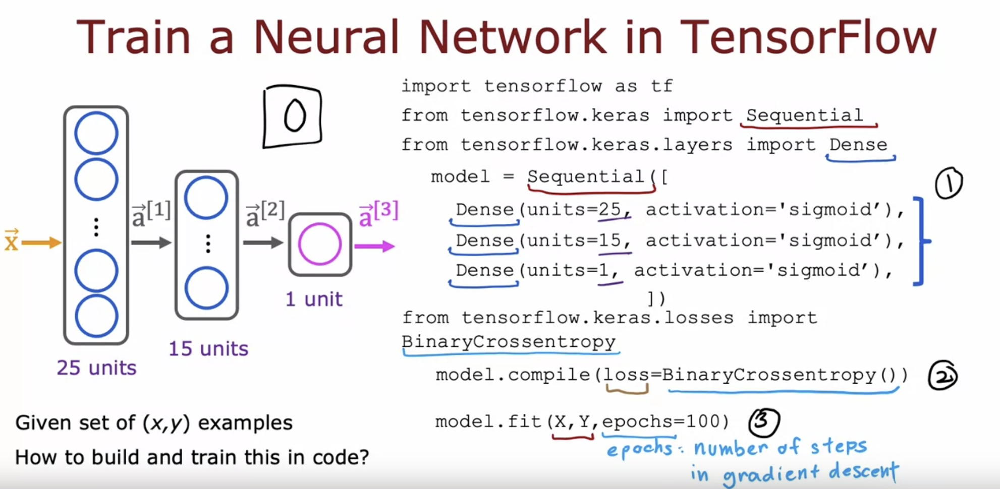 Train a Neural Network in TensorFlow
0
x⃗
a⃗[1]
a⃗[2]
a⃗[3]
25 units
15 units
1 unit
Given set of (x,y) examples
How to build and train this in code?
import tensorflow as tf
from tensorflow.keras import Sequential
from tensorflow.keras.layers import Dense
model = Sequential([
Dense(units=25, activation='sigmoid’),
Dense(units=15, activation='sigmoid’),
Dense(units=1, activation='sigmoid’),
])
①
from tensorflow.keras.losses import
BinaryCrossentropy
model.compile(loss=BinaryCrossentropy()) ②
model.fit(X,Y,epochs=100) ③
epochs: number of steps
in gradient descent